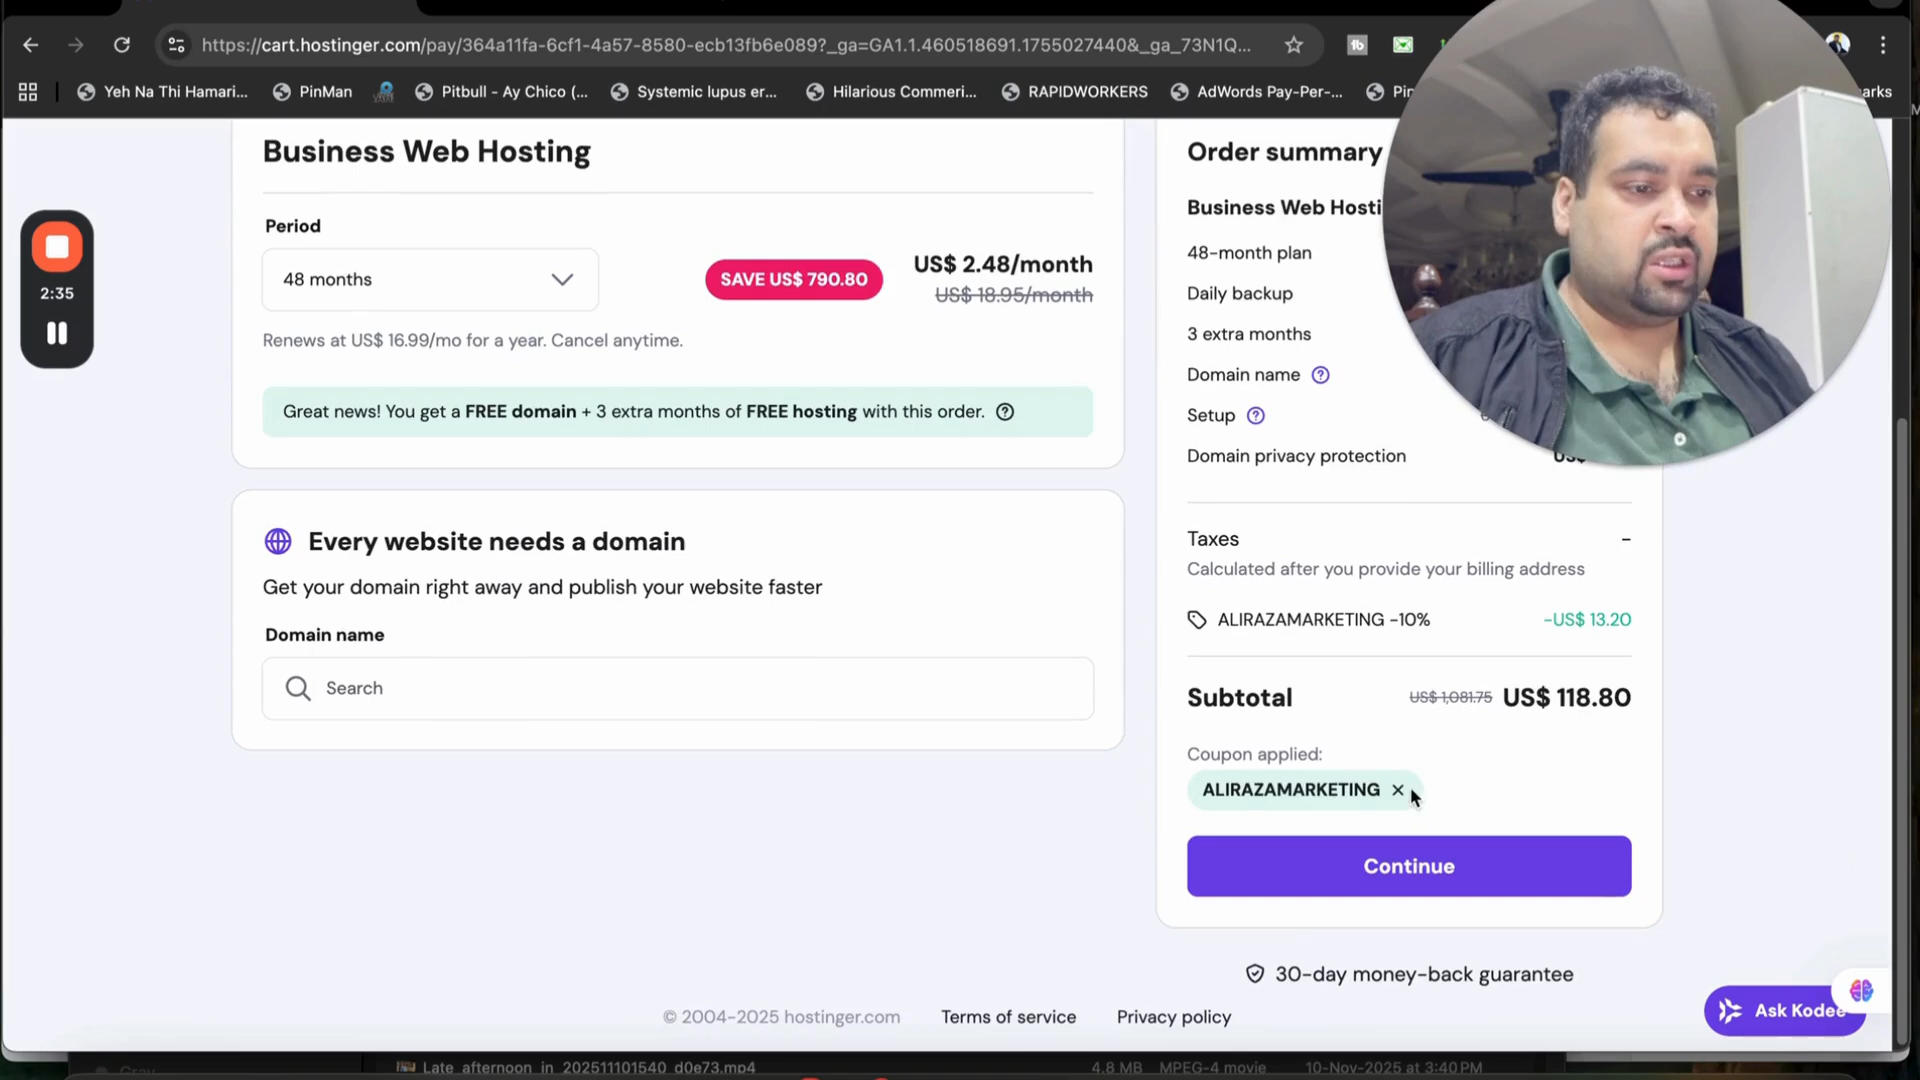 https://cart.hostinger.com/pay/364a11fa-6cf1-4a57-8580-ecb13fb6e089?_ga=GA1.1.460518691.1755027440&_ga_73N1Q...
Yeh Na Thi Hamari...
PinMan
Pitbull - Ay Chico (...
Systemic lupus er...
Hilarious Commeri...
RAPIDWORKERS
AdWords Pay-Per-...
Business Web Hosting
Period
48 months
SAVE US$ 790.80
US$ 2.48/month
US$ 18.95/month
Renews at US$ 16.99/mo for a year. Cancel anytime.
Great news! You get a FREE domain + 3 extra months of FREE hosting with this order.
2:35
Every website needs a domain
Get your domain right away and publish your website faster
Domain name
Search
Order summary
Business Web Hosti
48-month plan
Daily backup
3 extra months
Domain name
Setup
Domain privacy protection
US$
Taxes –
Calculated after you provide your billing address
ALIRAZAMARKETING -10% -US$ 13.20
Subtotal US$ 1,081.75 US$ 118.80
Coupon applied:
ALIRAZAMARKETING ×
Continue
30-day money-back guarantee
© 2004-2025 hostinger.com Terms of service Privacy policy
Ask Kodee
Late_afternoon_in_202511101540_d0e73.mp4 4.8 MB MPEG-4 movie 10-Nov-2025 at 3:40 PM